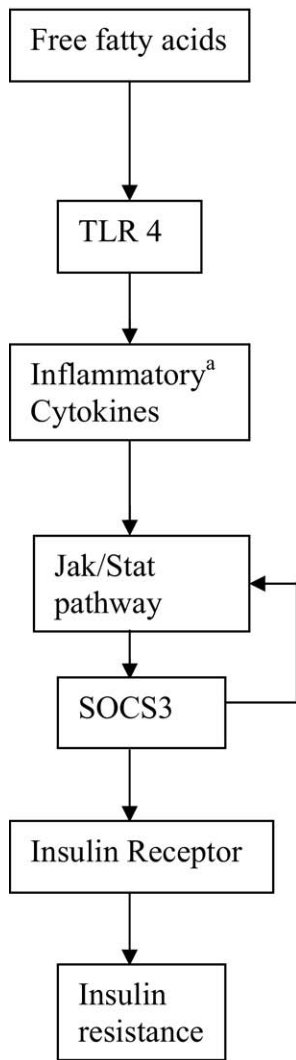 Free fatty acids
TLR 4
Inflammatory^a
Cytokines
Jak/Stat
pathway
SOCS3
Insulin Receptor
Insulin
resistance